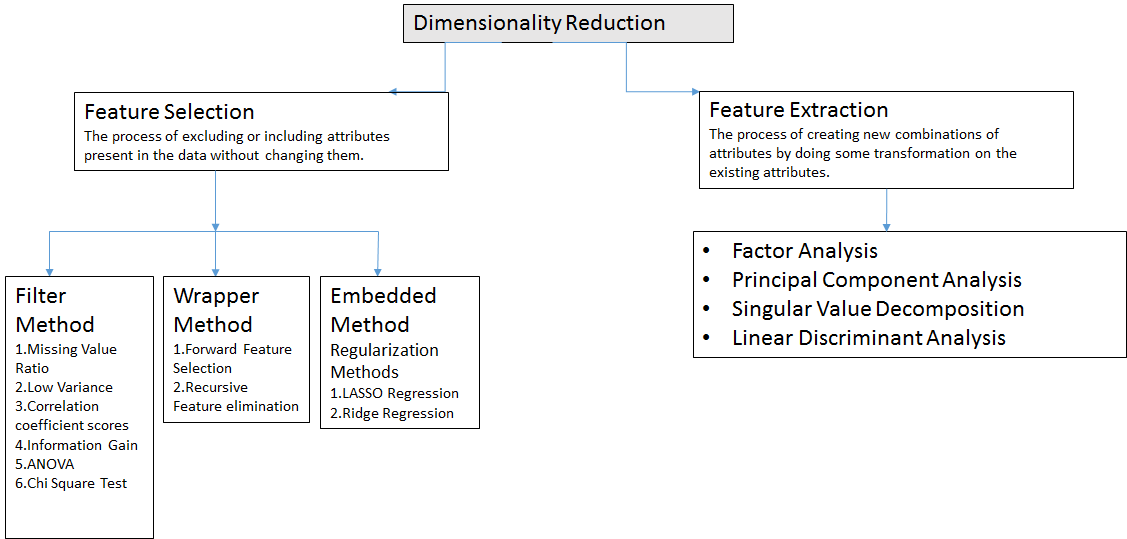 Dimensionality Reduction
Feature Selection
The process of excluding or including attributes
present in the data without changing them.
Feature Extraction
The process of creating new combinations of
attributes by doing some transformation on the
existing attributes.
Filter
Method
1.Missing Value
Ratio
2.Low Variance
3.Correlation
coefficient scores
4.Information Gain
5.ANOVA
6.Chi Square Test
Wrapper
Method
1.Forward Feature
Selection
2.Recursive
Feature elimination
Embedded
Method
Regularization
Methods
1.LASSO Regression
2.Ridge Regression
• Factor Analysis
• Principal Component Analysis
• Singular Value Decomposition
• Linear Discriminant Analysis